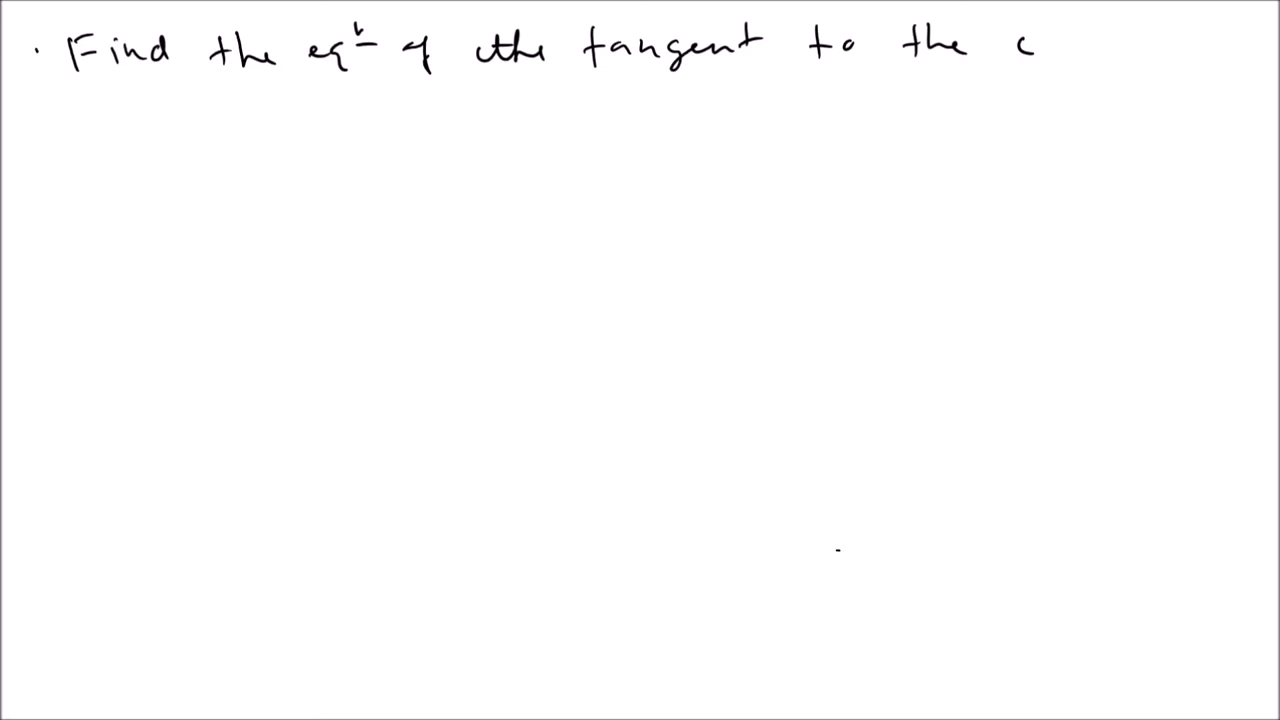 . Find the eqn of the tangent to the c